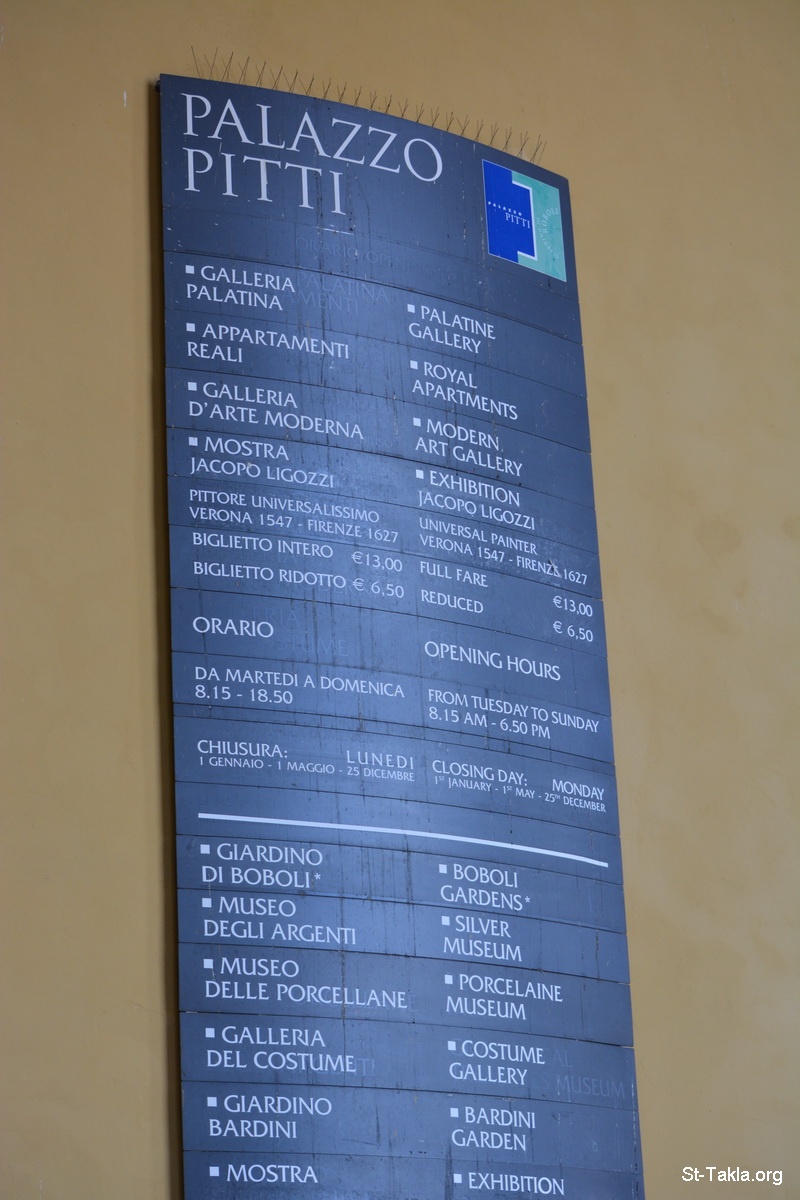 PALAZZO
PITTI
PALAZZO
PITTI
▪ GALLERIA
PALATINA
▪ PALATINE
GALLERY
▪ APPARTAMENTI
REALI
▪ ROYAL
APARTMENTS
▪ GALLERIA
D'ARTE MODERNA
▪ MODERN
ART GALLERY
▪ MOSTRA
JACOPO LIGOZZI
▪ EXHIBITION
JACOPO LIGOZZI
PITTORE UNIVERSALISSIMO
VERONA 1547 - FIRENZE 1627
UNIVERSAL PAINTER
VERONA 1547 - FIRENZE 1627
BIGLIETTO INTERO €13,00
BIGLIETTO RIDOTTO € 6,50
FULL FARE €13,00
REDUCED € 6,50
ORARIO
OPENING HOURS
DA MARTEDI A DOMENICA
8.15 - 18.50
FROM TUESDAY TO SUNDAY
8.15 AM - 6.50 PM
CHIUSURA: LUNEDI
1 GENNAIO - 1 MAGGIO - 25 DICEMBRE
CLOSING DAY: MONDAY
1ST JANUARY - 1ST MAY - 25TH DECEMBER
▪ GIARDINO
DI BOBOLI*
▪ BOBOLI
GARDENS*
▪ MUSEO
DEGLI ARGENTI
▪ SILVER
MUSEUM
▪ MUSEO
DELLE PORCELLANE
▪ PORCELAINE
MUSEUM
▪ GALLERIA
DEL COSTUME
▪ COSTUME
GALLERY
▪ GIARDINO
BARDINI
▪ BARDINI
GARDEN
▪ MOSTRA
▪ EXHIBITION
St-Takla.org